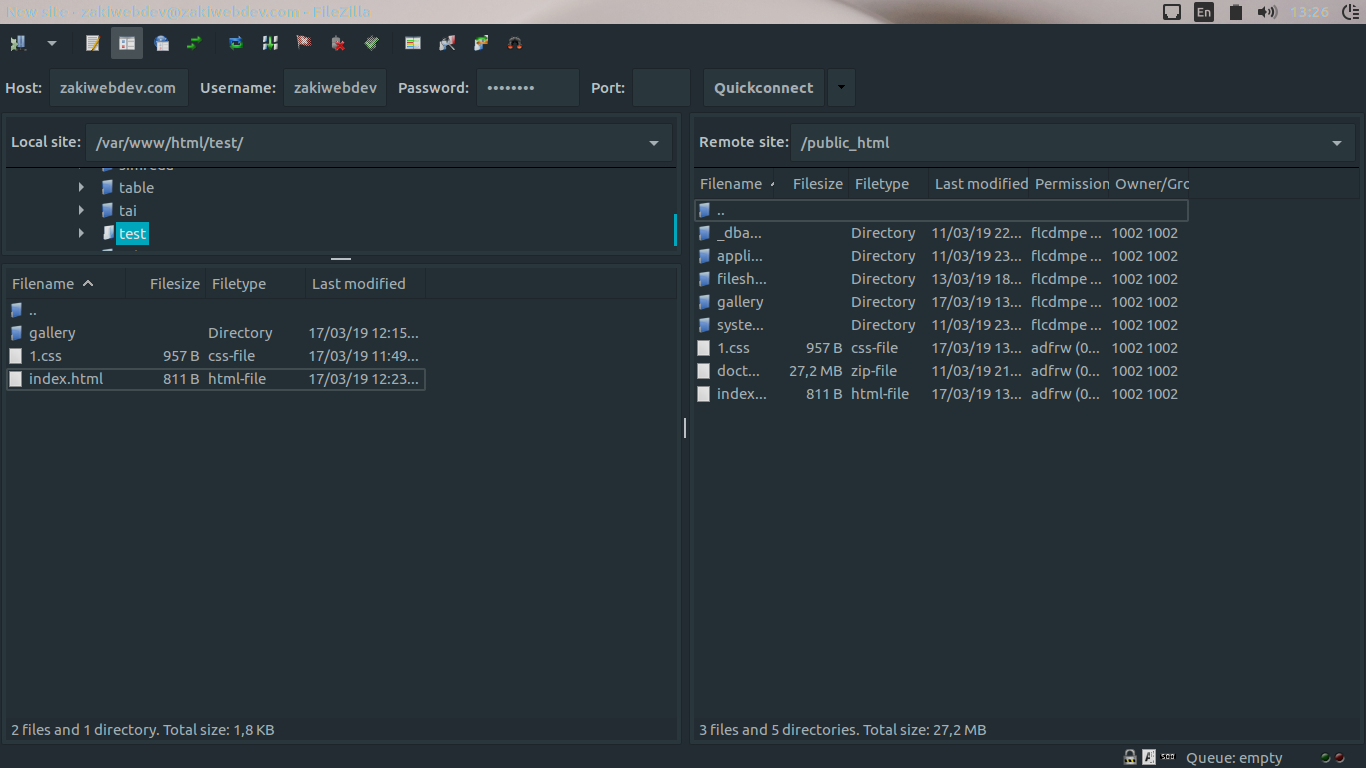 New site - zakiwebdev@zakiwebdev.com - FileZilla
En 13:26
Host: zakiwebdev.com Username: zakiwebdev Password: •••••••• Port: Quickconnect
Local site: /var/www/html/test/
table
tai
test
Filename Filesize Filetype Last modified
..
gallery Directory 17/03/19 12:15...
1.css 957 B css-file 17/03/19 11:49...
index.html 811 B html-file 17/03/19 12:23...
2 files and 1 directory. Total size: 1,8 KB
Remote site: /public_html
Filename Filesize Filetype Last modified Permission Owner/Gro
..
_dba... Directory 11/03/19 22... flcdmpe ... 1002 1002
appli... Directory 11/03/19 23... flcdmpe ... 1002 1002
filesh... Directory 13/03/19 18... flcdmpe ... 1002 1002
gallery Directory 17/03/19 13... flcdmpe ... 1002 1002
syste... Directory 11/03/19 23... flcdmpe ... 1002 1002
1.css 957 B css-file 17/03/19 13... adfrw (0... 1002 1002
doct... 27,2 MB zip-file 11/03/19 21... adfrw (0... 1002 1002
index... 811 B html-file 17/03/19 13... adfrw (0... 1002 1002
3 files and 5 directories. Total size: 27,2 MB
Queue: empty